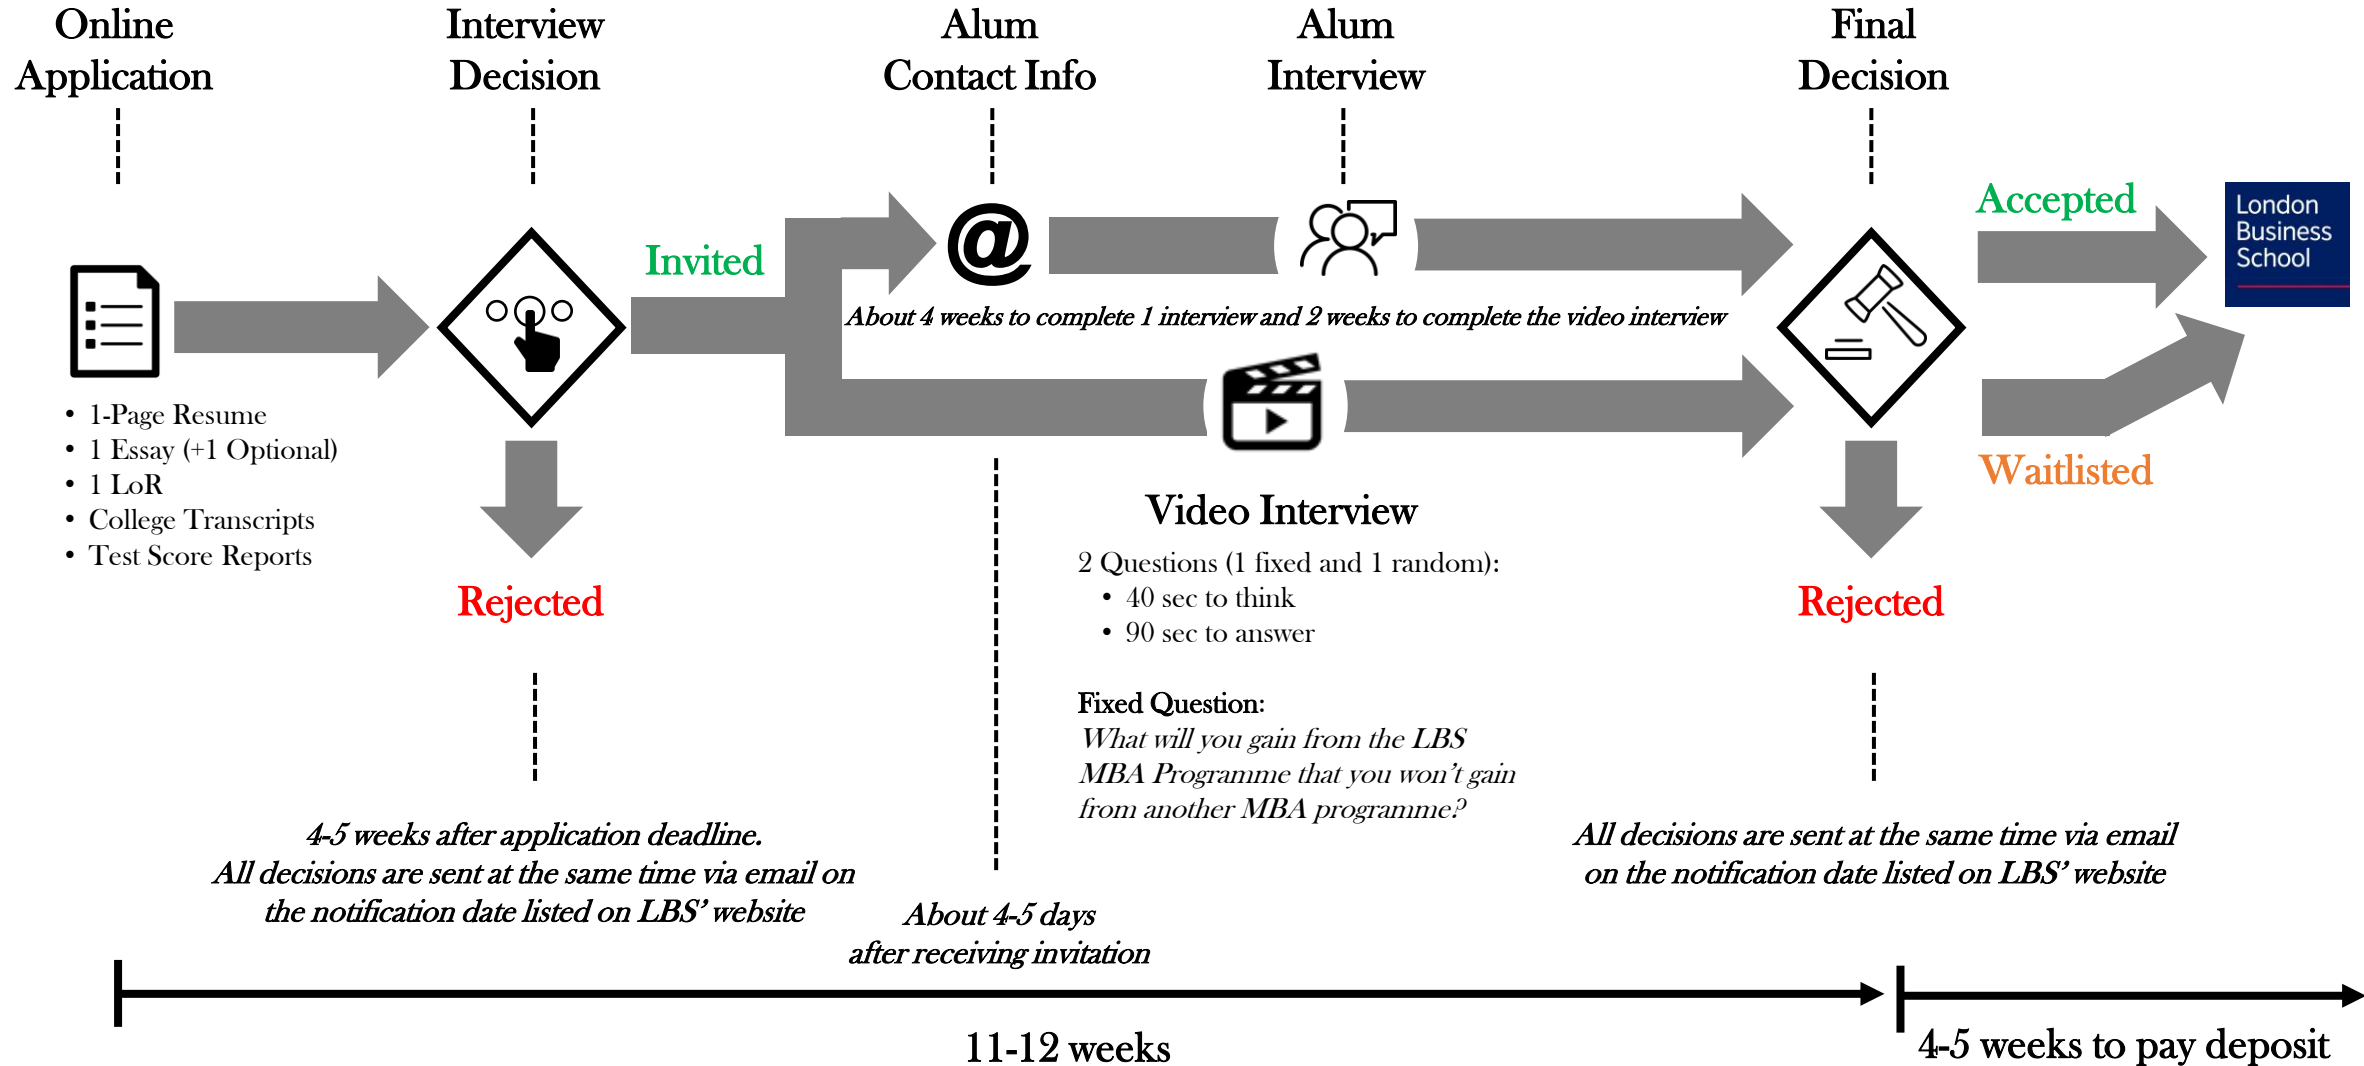 Online
Application
Interview
Decision
Alum
Contact Info
Alum
Interview
Final
Decision
Invited
Accepted
London
Business
School
@
About 4 weeks to complete 1 interview and 2 weeks to complete the video interview
• 1-Page Resume
• 1 Essay (+1 Optional)
• 1 LoR
• College Transcripts
• Test Score Reports
Rejected
Video Interview
2 Questions (1 fixed and 1 random):
• 40 sec to think
• 90 sec to answer
Fixed Question:
What will you gain from the LBS
MBA Programme that you won't gain
from another MBA programme?
Waitlisted
Rejected
4-5 weeks after application deadline.
All decisions are sent at the same time via email on
the notification date listed on LBS' website
About 4-5 days
after receiving invitation
All decisions are sent at the same time via email
on the notification date listed on LBS' website
11-12 weeks
4-5 weeks to pay deposit